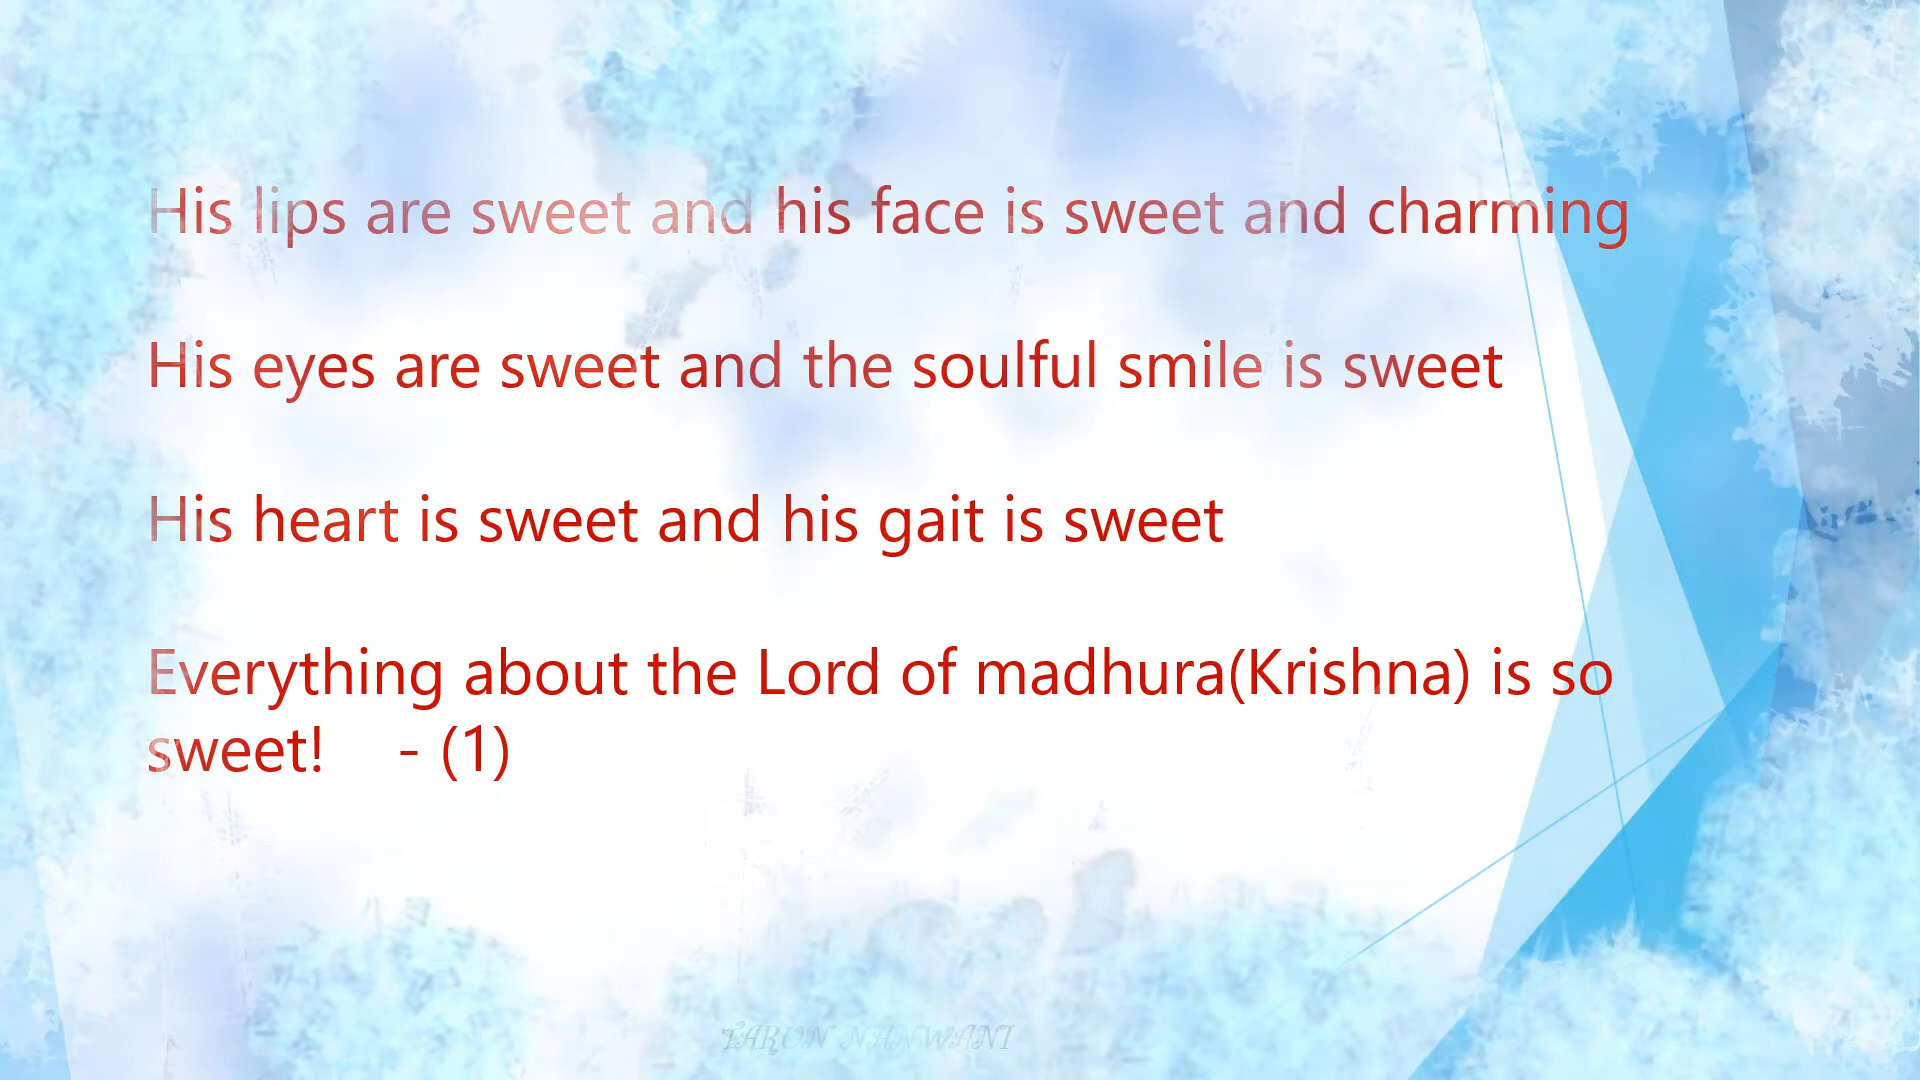 His lips are sweet and his face is sweet and charming
His eyes are sweet and the soulful smile is sweet
His heart is sweet and his gait is sweet
Everything about the Lord of madhura(Krishna) is so
sweet! - (1)
TARUN NANWANI